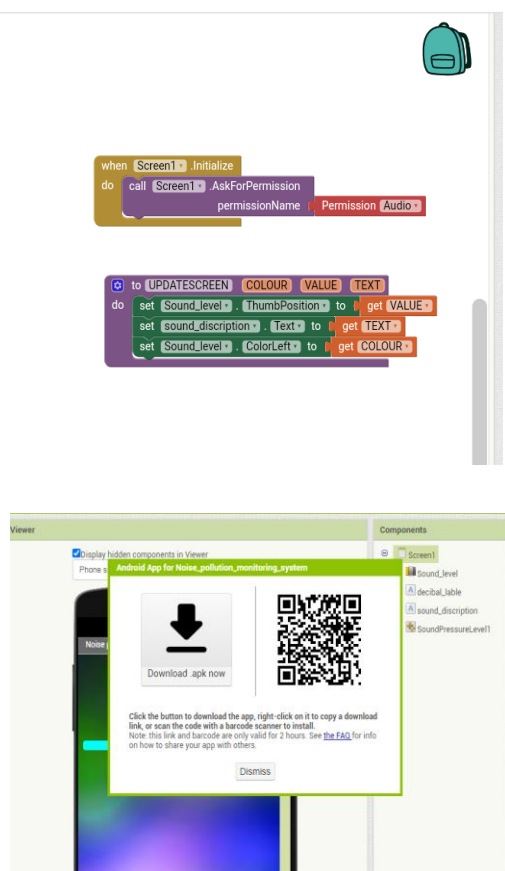 when Screen1 .Initialize
do call Screen1 .AskForPermission
permissionName Permission Audio
to UPDATESCREEN COLOUR VALUE TEXT
do set Sound_level . ThumbPosition to get VALUE
set sound_discription . Text to get TEXT
set Sound_level . ColorLeft to get COLOUR
Viewer
Components
Display hidden components in Viewer
Screen1
Phone s
Android App for Noise_pollution_monitoring_system
Sound_level
decibal_lable
sound_discription
SoundPressureLevel1
Noise p
Download .apk now
Click the button to download the app, right-click on it to copy a download
link, or scan the code with a barcode scanner to install.
Note: this link and barcode are only valid for 2 hours. See the FAQ for info
on how to share your app with others.
Dismiss